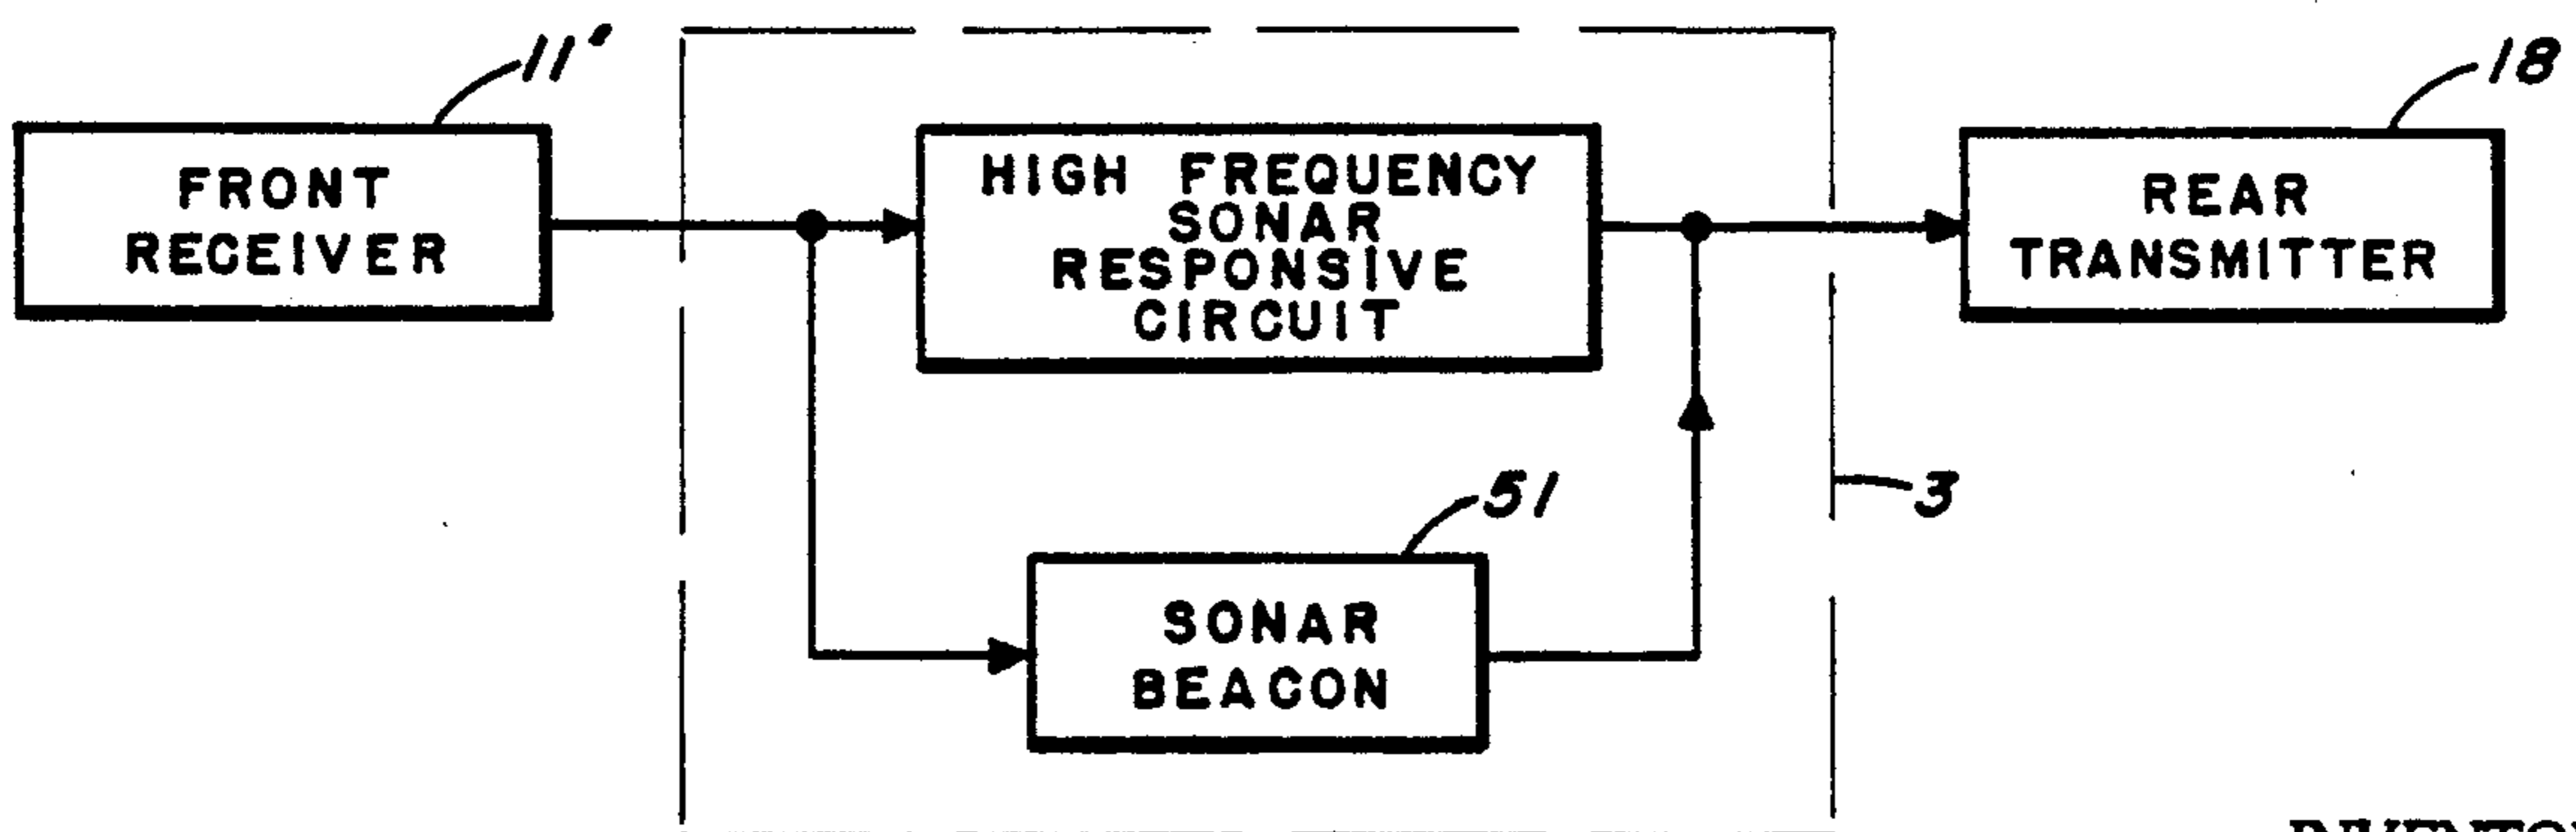 11'
FRONT
RECEIVER
HIGH FREQUENCY
SONAR
RESPONSIVE
CIRCUIT
18
REAR
TRANSMITTER
51
SONAR
BEACON
3